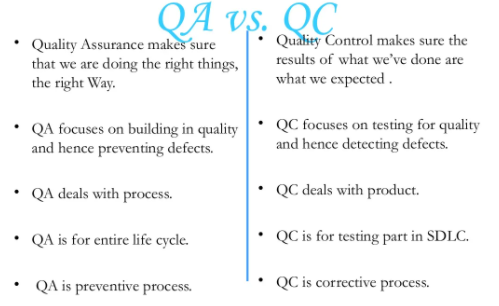 QA vs. QC
• Quality Assurance makes sure
that we are doing the right things,
the right Way.
• QA focuses on building in quality
and hence preventing defects.
• QA deals with process.
• QA is for entire life cycle.
• QA is preventive process.
• Quality Control makes sure the
results of what we've done are
what we expected .
• QC focuses on testing for quality
and hence detecting defects.
• QC deals with product.
• QC is for testing part in SDLC.
• QC is corrective process.